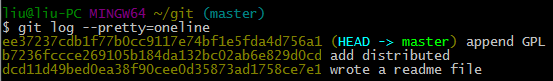 liu@liu-PC MINGW64 ~/git (master)
$ git log --pretty=oneline
ee37237cdb1f77b0cc9117e74bf1e5fda4d756a1 (HEAD -> master) append GPL
b7236fccce269105b184da132bc02ab6e829d0cd add distributed
dcd11d49bed0ea38f90cee0d35873ad1758ce7e1 wrote a readme file